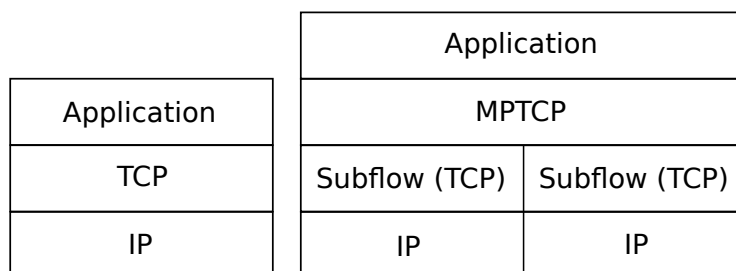 Application
TCP
IP
Application
MPTCP
Subflow (TCP) Subflow (TCP)
IP IP